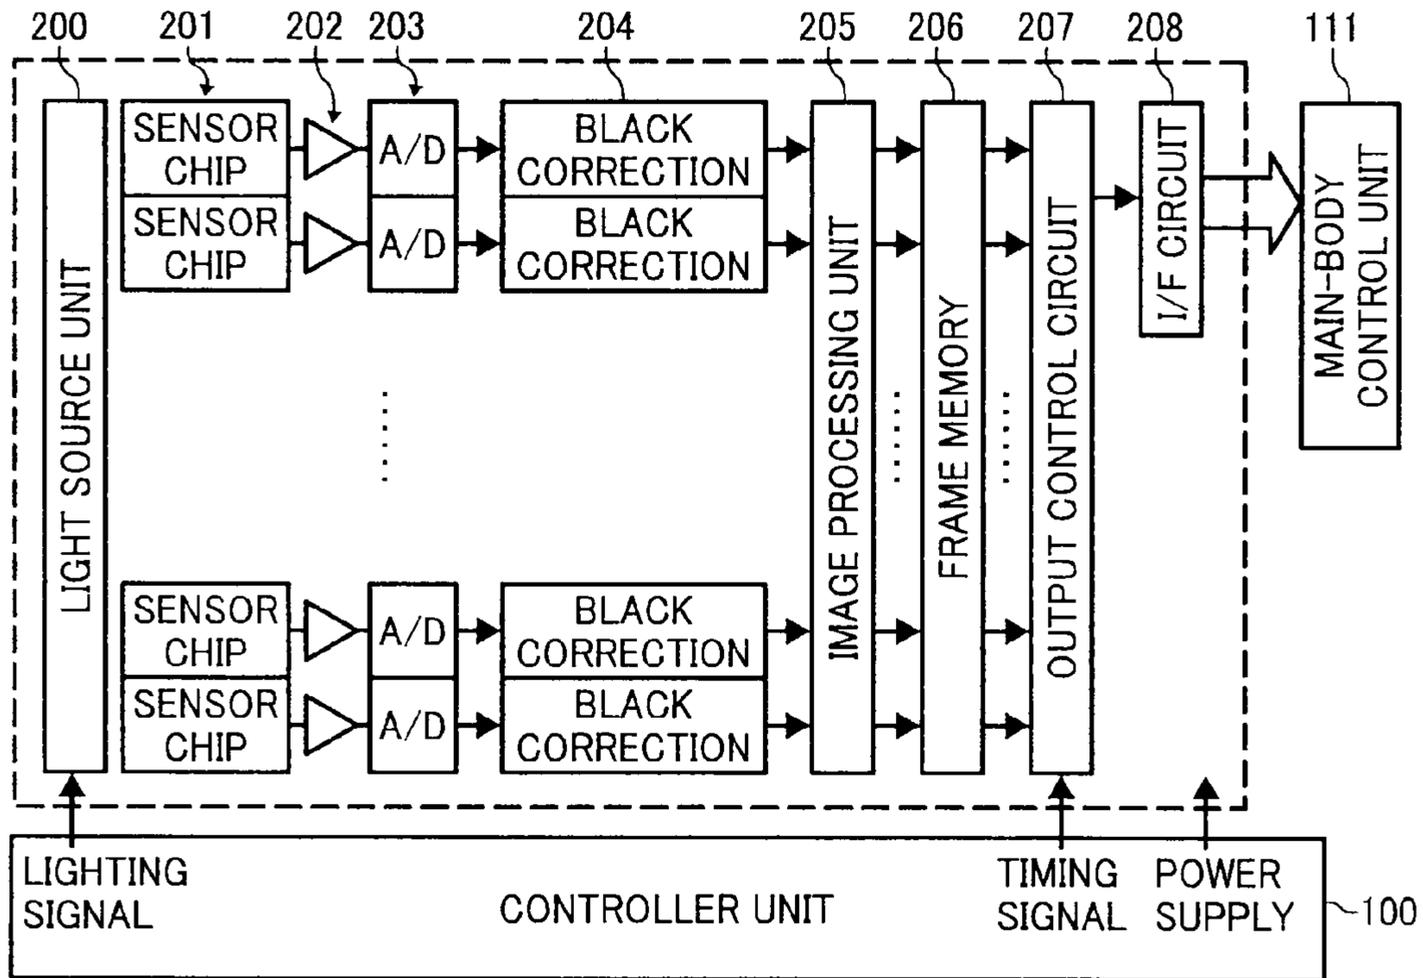 200 201 202 203 204 205 206 207 208 111
LIGHT SOURCE UNIT
SENSOR
CHIP
A/D
BLACK
CORRECTION
SENSOR
CHIP
A/D
BLACK
CORRECTION
SENSOR
CHIP
A/D
BLACK
CORRECTION
SENSOR
CHIP
A/D
BLACK
CORRECTION
IMAGE PROCESSING UNIT
FRAME MEMORY
OUTPUT CONTROL CIRCUIT
I/F CIRCUIT
MAIN-BODY
CONTROL UNIT
LIGHTING
SIGNAL
CONTROLLER UNIT
TIMING
SIGNAL
POWER
SUPPLY
100